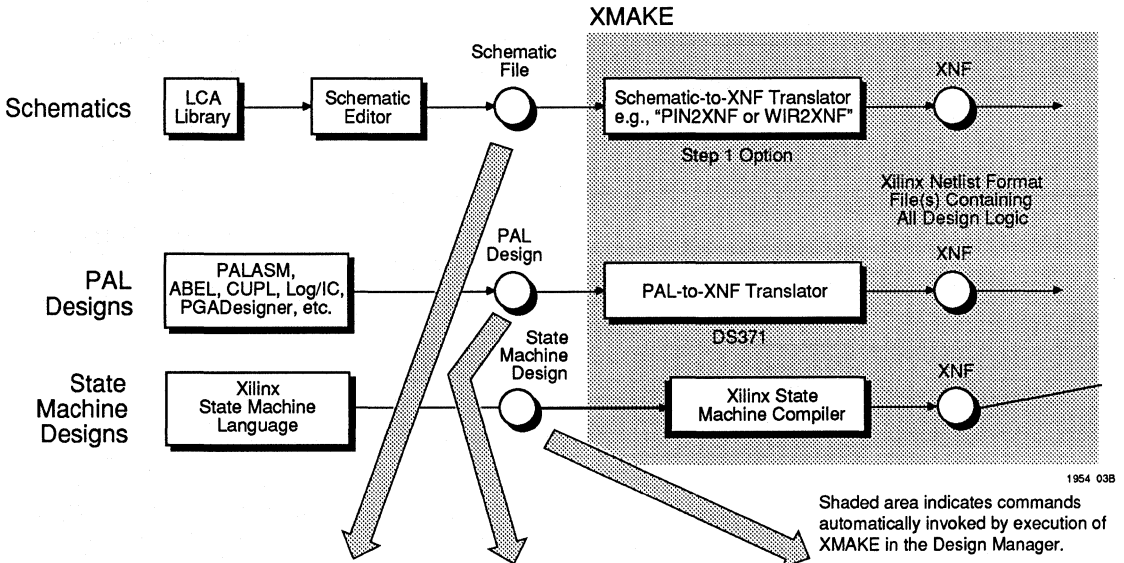 XMAKE
Schematics
LCA
Library
Schematic
Editor
Schematic
File
Schematic-to-XNF Translator
e.g., “PIN2XNF or WIR2XNF”
Step 1 Option
XNF
Xilinx Netlist Format
File(s) Containing
All Design Logic
PAL
Designs
PALASM,
ABEL, CUPL, Log/IC,
PGADesigner, etc.
PAL
Design
PAL-to-XNF Translator
DS371
XNF
State
Machine
Designs
Xilinx
State Machine
Language
State
Machine
Design
Xilinx State
Machine Compiler
XNF
1954 03B
Shaded area indicates commands
automatically invoked by execution of
XMAKE in the Design Manager.